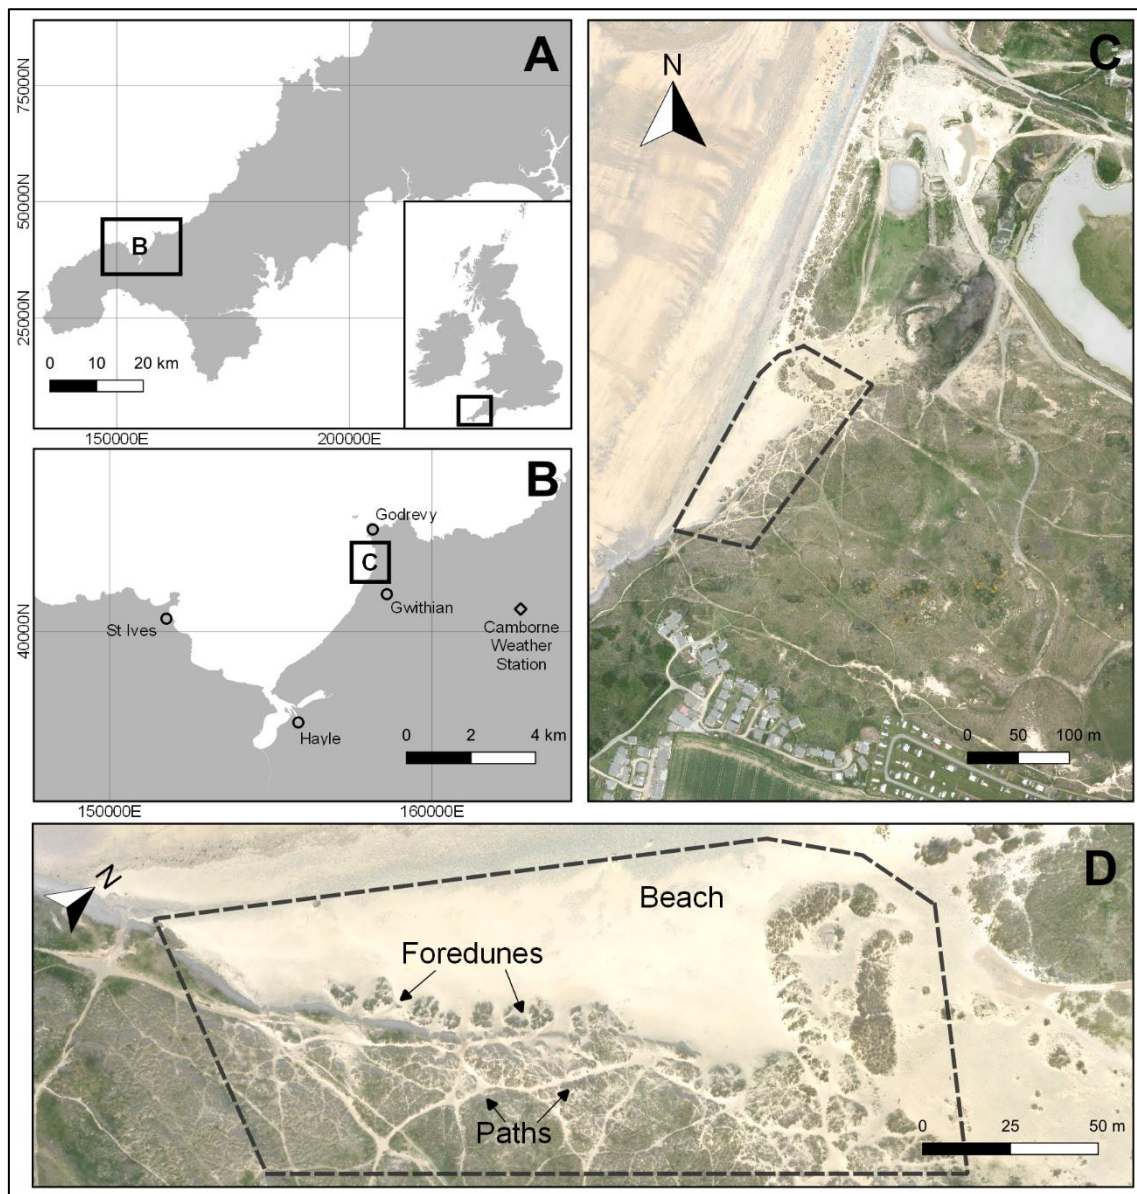 A
75000N
50000N
25000N
B
0 10 20 km
150000E 200000E
B
Godrevy
C
Gwithian
St Ives
40000N
Camborne
Weather
Station
Hayle
0 2 4 km
150000E 160000E
C
N
0 50 100 m
D
N
Beach
Foredunes
Paths
0 25 50 m